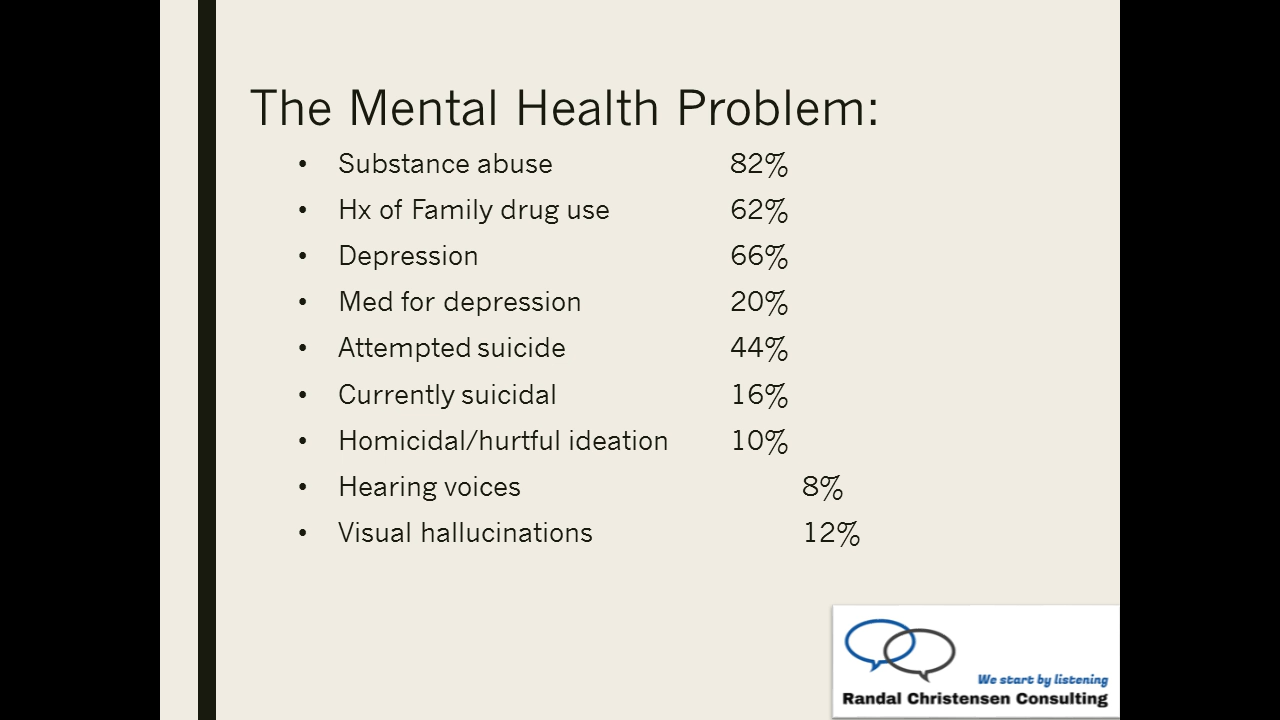 The Mental Health Problem:
• Substance abuse 82%
• Hx of Family drug use 62%
• Depression 66%
• Med for depression 20%
• Attempted suicide 44%
• Currently suicidal 16%
• Homicidal/hurtful ideation 10%
• Hearing voices 8%
• Visual hallucinations 12%
We start by listening
Randal Christensen Consulting